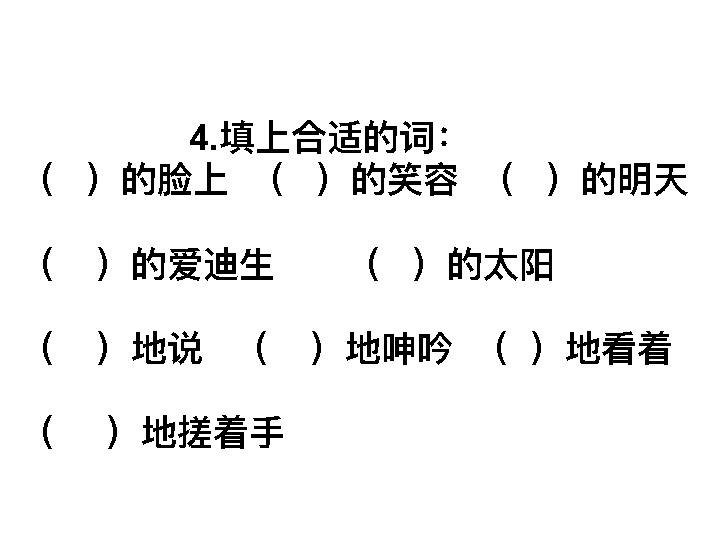 4.填上合适的词：
（ ）的脸上 （ ）的笑容 （ ）的明天
（ ）的爱迪生 （ ）的太阳
（ ）地说 （ ）地呻吟 （ ）地看着
（ ）地搓着手